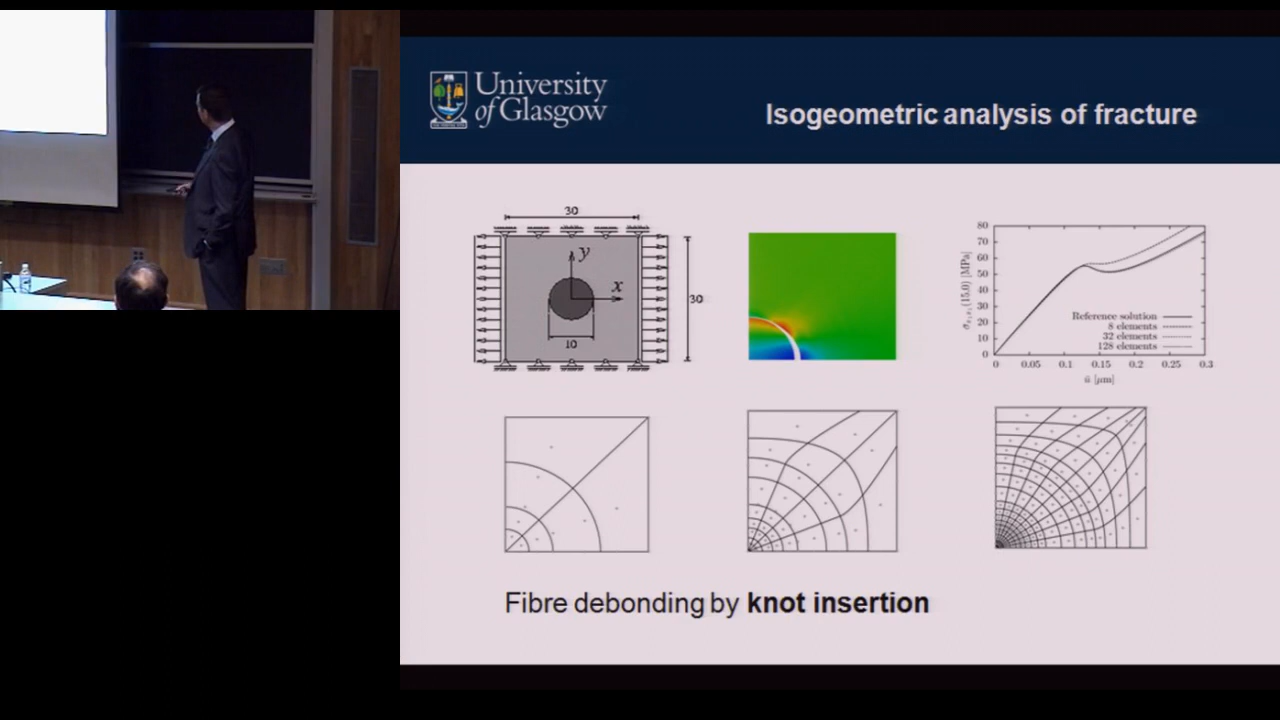 University
of Glasgow
Isogeometric analysis of fracture
30
y
x
30
10
80
70
60
50
40
30
20
10
0
[MPa]
Reference solution
8 elements
32 elements
128 elements
0 0.05 0.1 0.15 0.2 0.25 0.3
ū [μm]
Fibre debonding by knot insertion